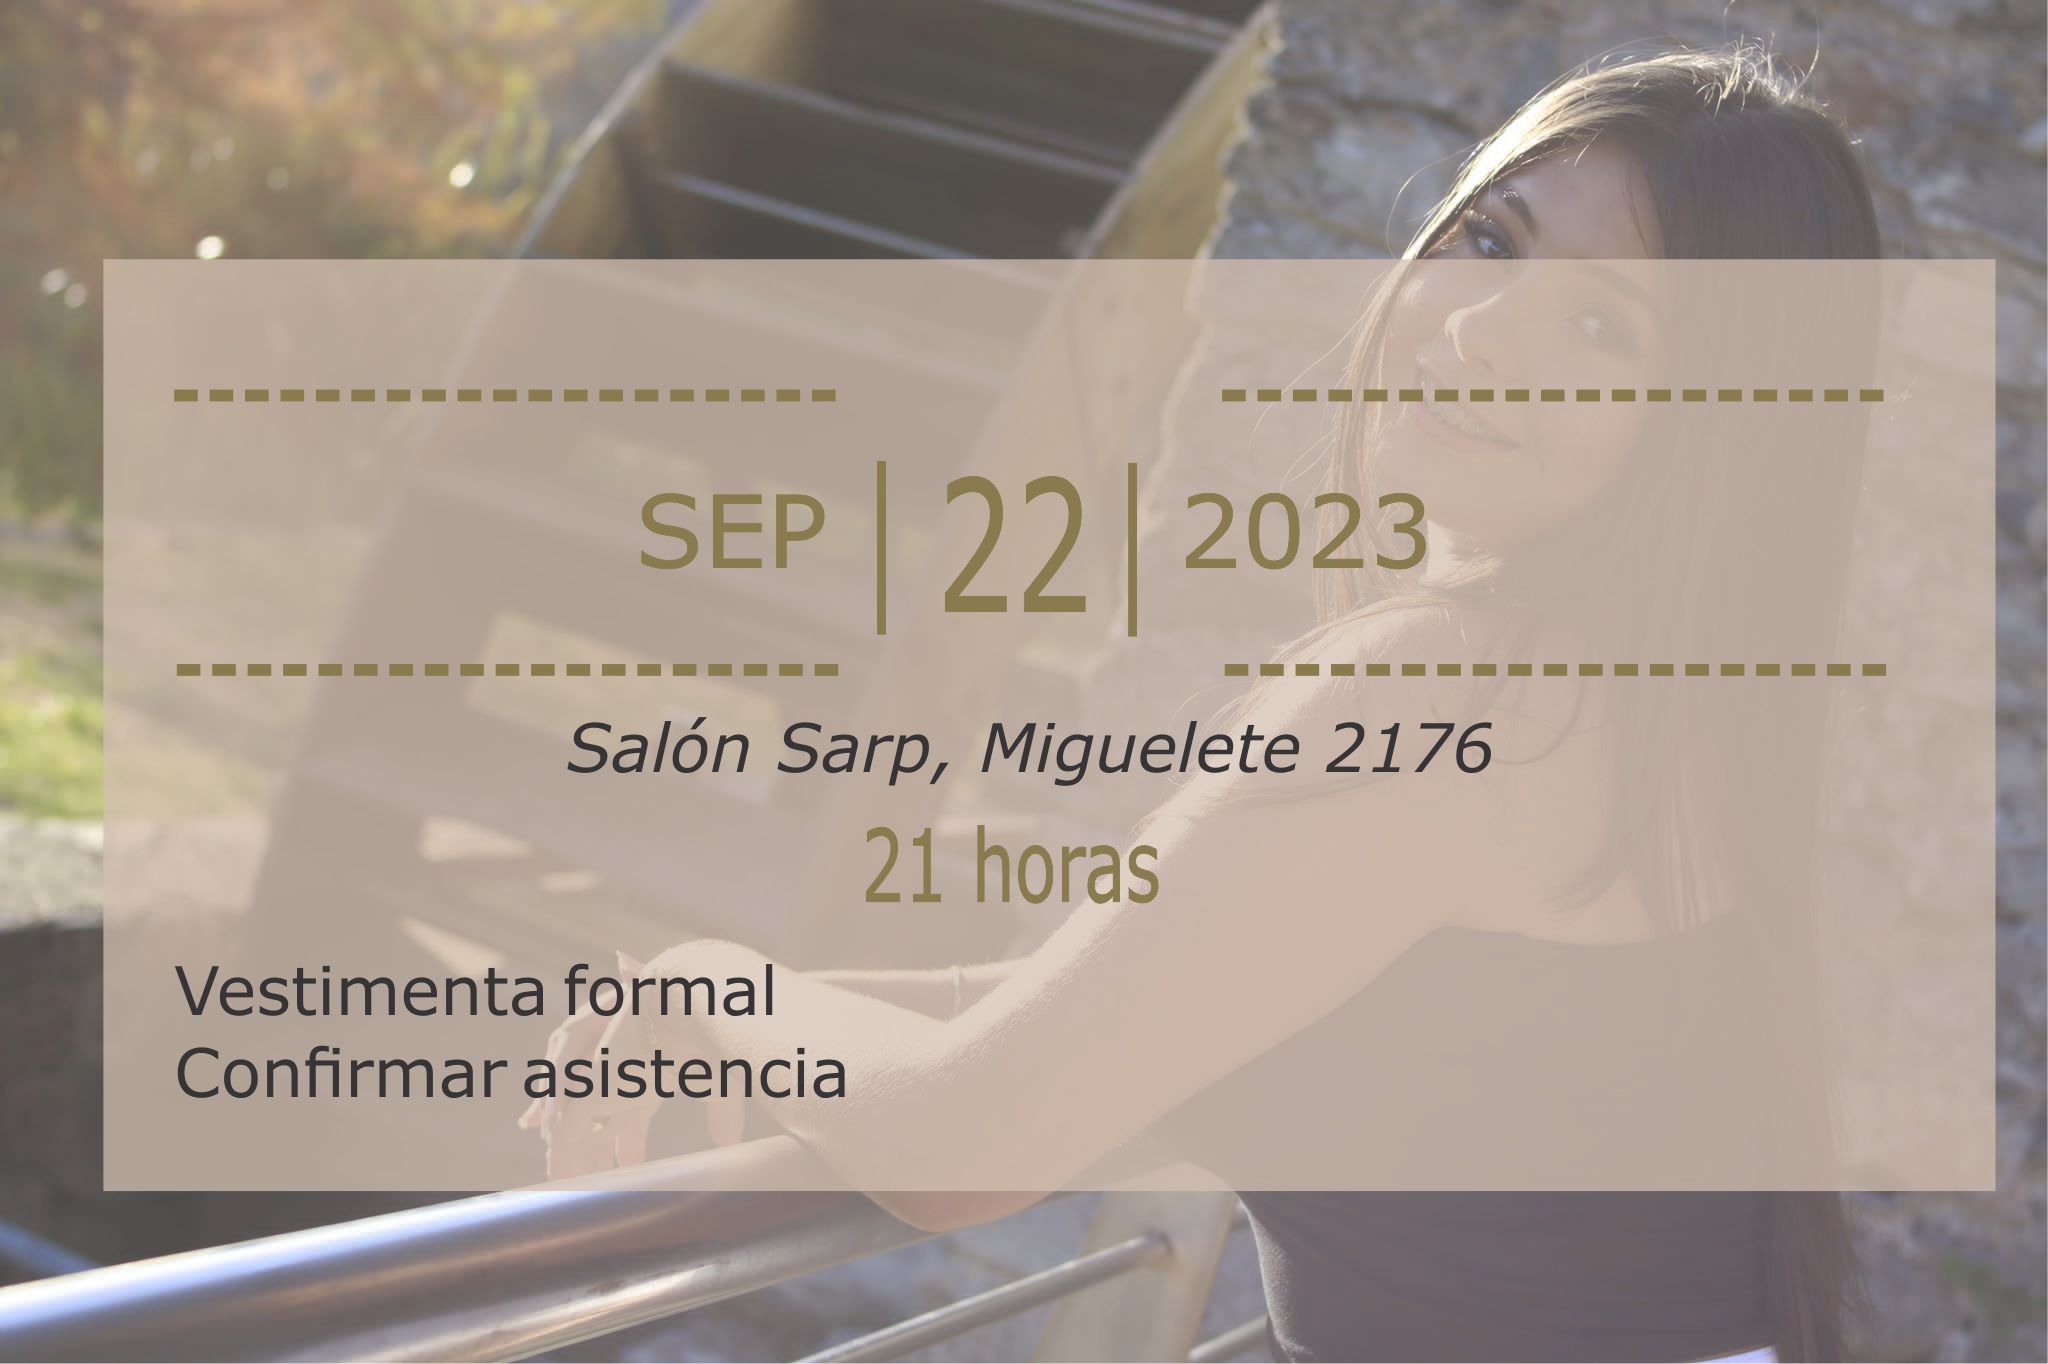 SEP | 22 | 2023
Salón Sarp, Miguelete 2176
21 horas
Vestimenta formal
Confirmar asistencia